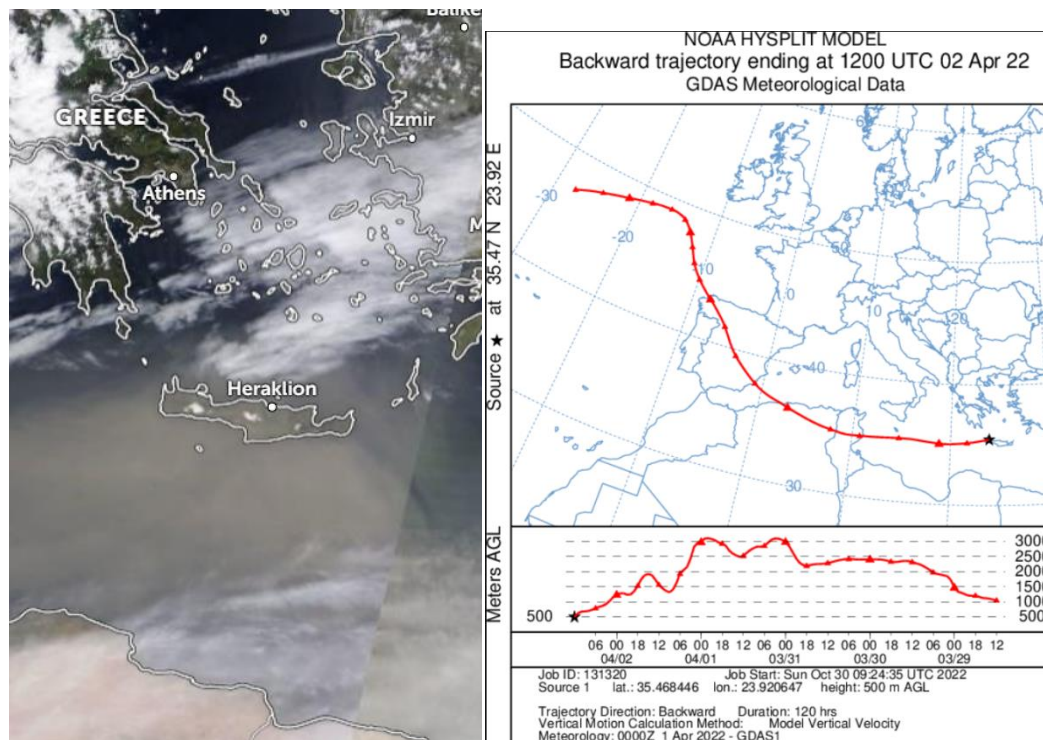 Balıke
GREECE
Izmir
Athens
M
Heraklion
NOAA HYSPLIT MODEL
Backward trajectory ending at 1200 UTC 02 Apr 22
GDAS Meteorological Data
Source ★ at 35.47 N 23.92 E
-30
-20
10
50
1.0
10
20
40
30
6
Meters AGL
500
3000
2500
2000
1500
1000
500
06 00 18 12 06 00 18 12 06 00 18 12 06 00 18 12 06 00 18 12
04/02 04/01 03/31 03/30 03/29
Job ID: 131320 Job Start: Sun Oct 30 09:24:35 UTC 2022
Source 1 lat.: 35.468446 lon.: 23.920647 height: 500 m AGL
Trajectory Direction: Backward Duration: 120 hrs
Vertical Motion Calculation Method: Model Vertical Velocity
Meteorology: 0000Z 1 Apr 2022 - GDAS1